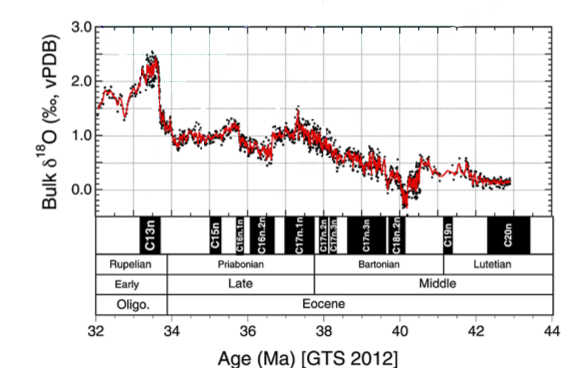 3.0
2.0
1.0
0.0
Bulk δ18O (‰, vPDB)
C13n
C15n
C16n.1n
C16n.2n
C17n.1n
C17n.2n
C17n.3n
C17n.3n
C18n.2n
C19n
C20n
Rupelian Priabonian Bartonian Lutetian
Early Late Middle
Oligo. Eocene
32 34 36 38 40 42 44
Age (Ma) [GTS 2012]